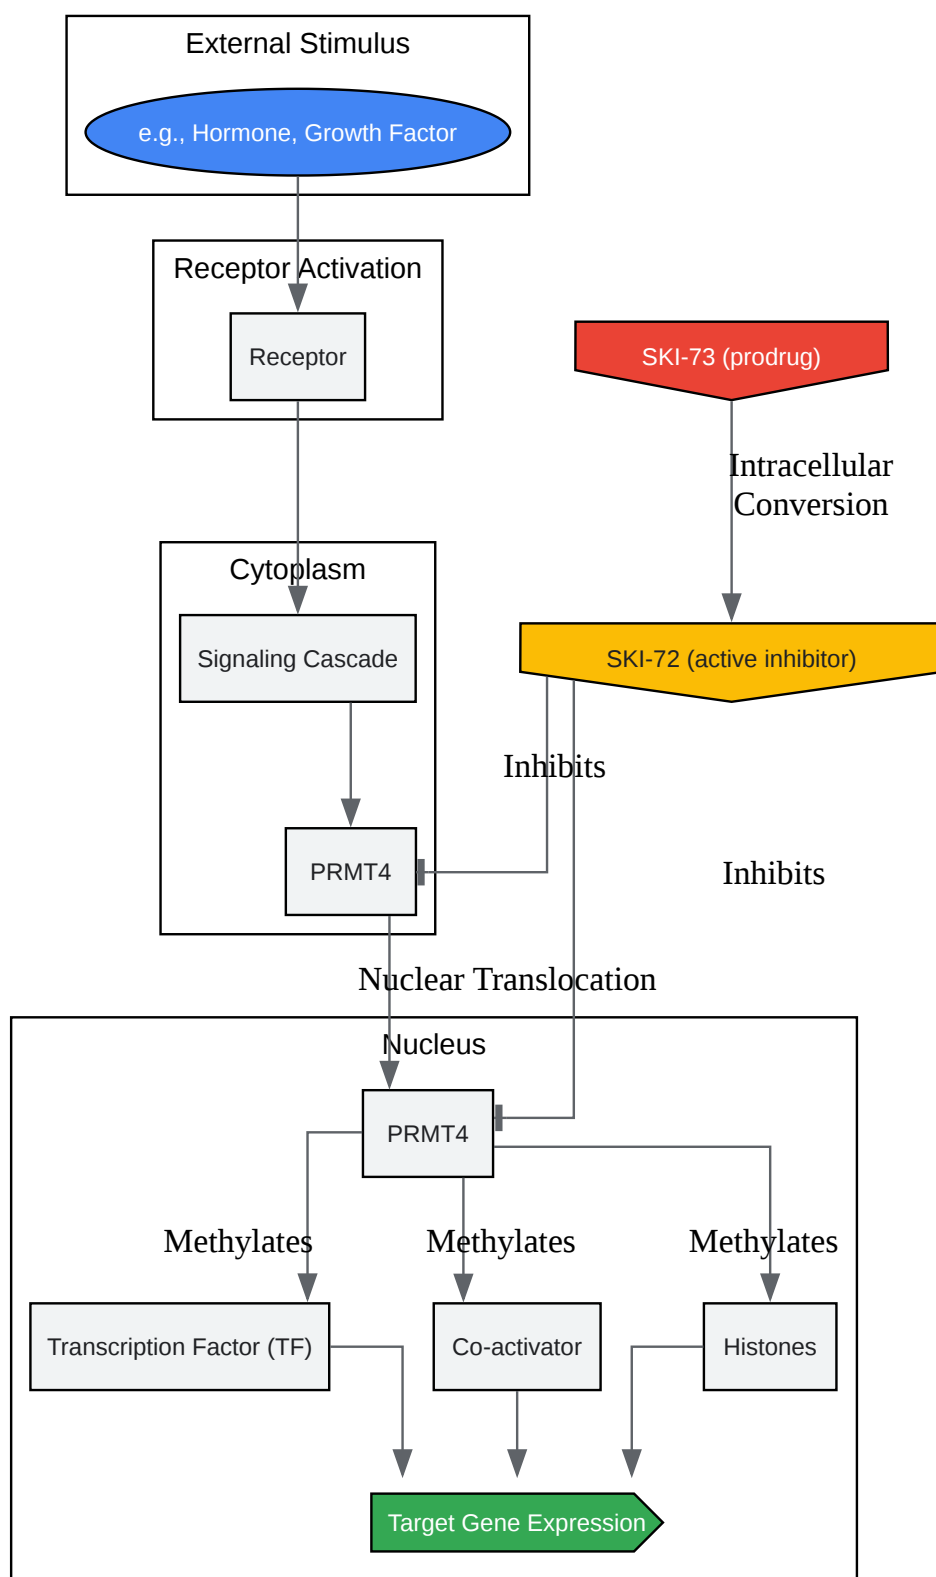 External Stimulus
e.g., Hormone, Growth Factor
Receptor Activation
Receptor
SKI-73 (prodrug)
Intracellular
Conversion
Cytoplasm
Signaling Cascade
SKI-72 (active inhibitor)
Inhibits
PRMT4
Inhibits
Nuclear Translocation
Nucleus
PRMT4
Methylates
Methylates
Methylates
Transcription Factor (TF)
Co-activator
Histones
Target Gene Expression